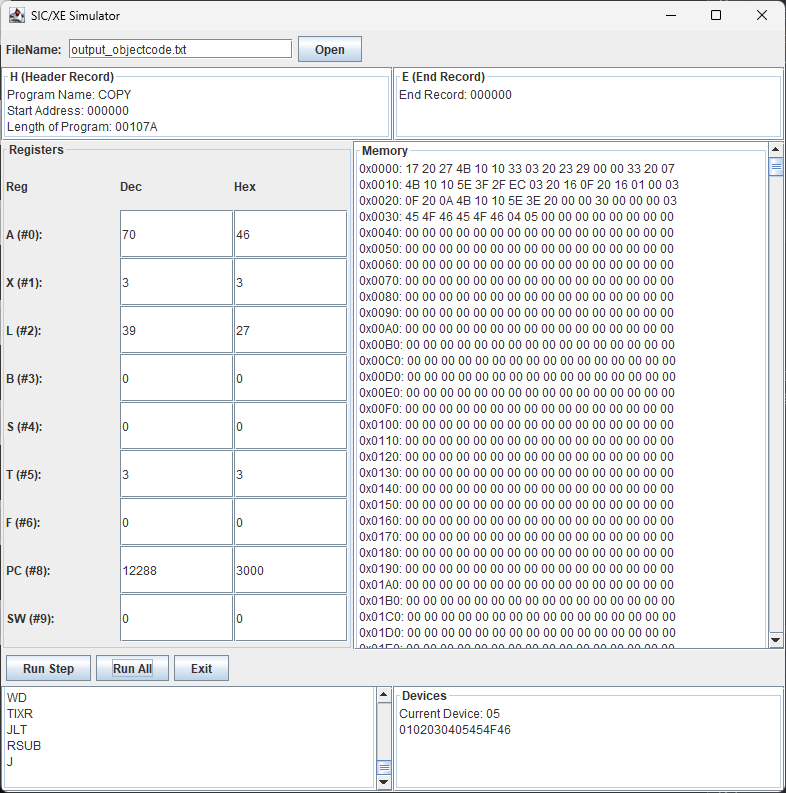 SIC/XE Simulator
FileName: output_objectcode.txt Open
H (Header Record)
Program Name: COPY
Start Address: 000000
Length of Program: 00107A
E (End Record)
End Record: 000000
Registers
Reg Dec Hex
A (#0): 70 46
X (#1): 3 3
L (#2): 39 27
B (#3): 0 0
S (#4): 0 0
T (#5): 3 3
F (#6): 0 0
PC (#8): 12288 3000
SW (#9): 0 0
Memory
0x0000: 17 20 27 4B 10 10 33 03 20 23 29 00 00 33 20 07
0x0010: 4B 10 10 5E 3F 2F EC 03 20 16 0F 20 16 01 00 03
0x0020: 0F 20 0A 4B 10 10 5E 3E 20 00 00 30 00 00 00 03
0x0030: 45 4F 46 45 4F 46 04 05 00 00 00 00 00 00 00 00
0x0040: 00 00 00 00 00 00 00 00 00 00 00 00 00 00 00 00
0x0050: 00 00 00 00 00 00 00 00 00 00 00 00 00 00 00 00
0x0060: 00 00 00 00 00 00 00 00 00 00 00 00 00 00 00 00
0x0070: 00 00 00 00 00 00 00 00 00 00 00 00 00 00 00 00
0x0080: 00 00 00 00 00 00 00 00 00 00 00 00 00 00 00 00
0x0090: 00 00 00 00 00 00 00 00 00 00 00 00 00 00 00 00
0x00A0: 00 00 00 00 00 00 00 00 00 00 00 00 00 00 00 00
0x00B0: 00 00 00 00 00 00 00 00 00 00 00 00 00 00 00 00
0x00C0: 00 00 00 00 00 00 00 00 00 00 00 00 00 00 00 00
0x00D0: 00 00 00 00 00 00 00 00 00 00 00 00 00 00 00 00
0x00E0: 00 00 00 00 00 00 00 00 00 00 00 00 00 00 00 00
0x00F0: 00 00 00 00 00 00 00 00 00 00 00 00 00 00 00 00
0x0100: 00 00 00 00 00 00 00 00 00 00 00 00 00 00 00 00
0x0110: 00 00 00 00 00 00 00 00 00 00 00 00 00 00 00 00
0x0120: 00 00 00 00 00 00 00 00 00 00 00 00 00 00 00 00
0x0130: 00 00 00 00 00 00 00 00 00 00 00 00 00 00 00 00
0x0140: 00 00 00 00 00 00 00 00 00 00 00 00 00 00 00 00
0x0150: 00 00 00 00 00 00 00 00 00 00 00 00 00 00 00 00
0x0160: 00 00 00 00 00 00 00 00 00 00 00 00 00 00 00 00
0x0170: 00 00 00 00 00 00 00 00 00 00 00 00 00 00 00 00
0x0180: 00 00 00 00 00 00 00 00 00 00 00 00 00 00 00 00
0x0190: 00 00 00 00 00 00 00 00 00 00 00 00 00 00 00 00
0x01A0: 00 00 00 00 00 00 00 00 00 00 00 00 00 00 00 00
0x01B0: 00 00 00 00 00 00 00 00 00 00 00 00 00 00 00 00
0x01C0: 00 00 00 00 00 00 00 00 00 00 00 00 00 00 00 00
0x01D0: 00 00 00 00 00 00 00 00 00 00 00 00 00 00 00 00
0x01E0: 00 00 00 00 00 00 00 00 00 00 00 00 00 00 00 00
Run Step Run All Exit
WD
TIXR
JLT
RSUB
J
Devices
Current Device: 05
0102030405454F46